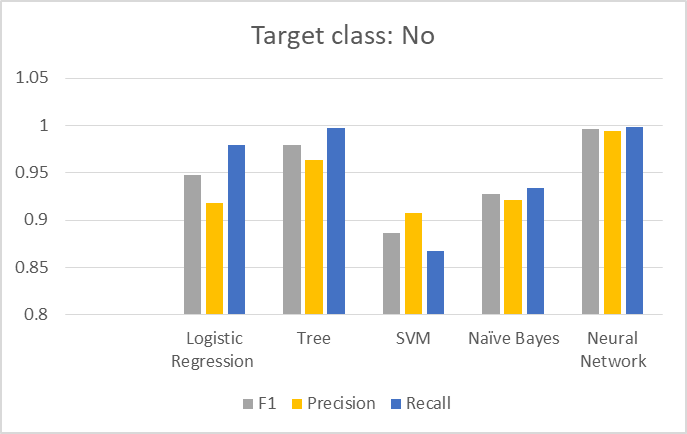 Target class: No
1.05
1
0.95
0.9
0.85
0.8
Logistic Regression
Tree
SVM
Naïve Bayes
Neural Network
F1 Precision Recall